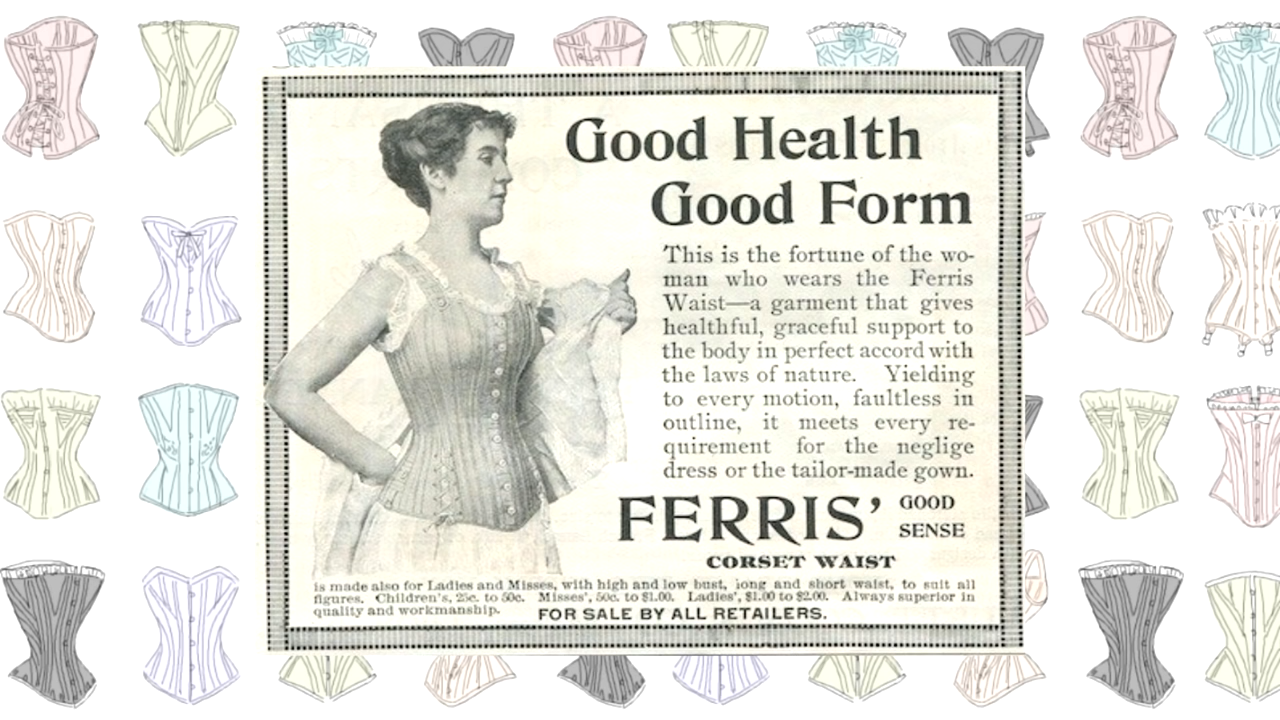 Good Health
Good Form
This is the fortune of the wo-
man who wears the Ferris
Waist—a garment that gives
healthful, graceful support to
the body in perfect accord with
the laws of nature. Yielding
to every motion, faultless in
outline, it meets every re-
quirement for the neglige
dress or the tailor-made gown.
FERRIS' GOOD
SENSE
CORSET WAIST
is made also for Ladies and Misses, with high and low bust, long and short waist, to suit all
figures. Children's, 25c. to 50c. Misses', 50c. to $1.00. Ladies', $1.00 to $2.00. Always superior in
quality and workmanship. FOR SALE BY ALL RETAILERS.